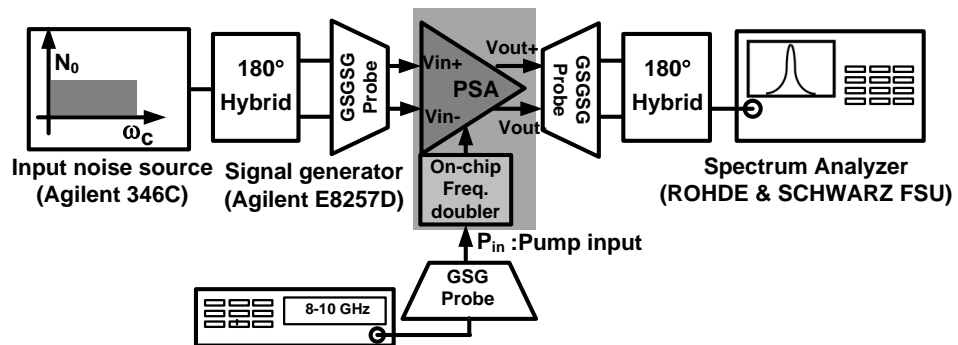 N₀
ω_c
Input noise source
(Agilent 346C)
180°
Hybrid
Signal generator
(Agilent E8257D)
GSGSG
Probe
Vin+
Vin-
PSA
Vout+
Vout
On-chip
Freq.
doubler
P_in :Pump input
GSG
Probe
8-10 GHz
GSGSG
Probe
180°
Hybrid
Spectrum Analyzer
(ROHDE & SCHWARZ FSU)